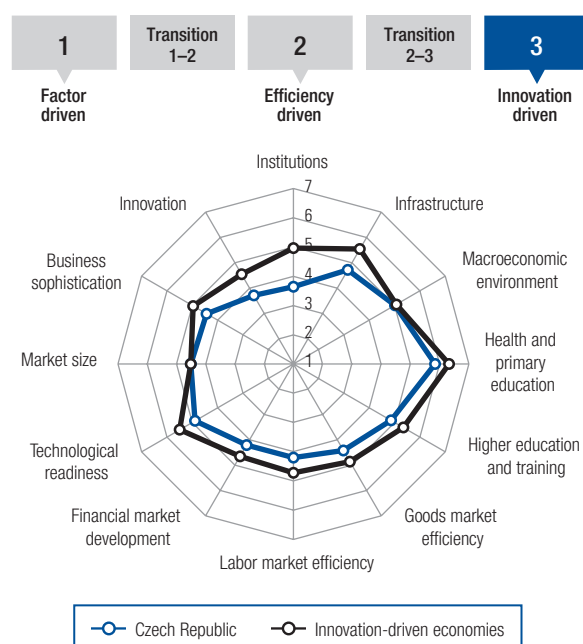 1
Transition
1–2
2
Transition
2–3
3
Factor
driven
Efficiency
driven
Innovation
driven
Institutions
7
6
5
4
3
2
1
Innovation
Infrastructure
Business
sophistication
Macroeconomic
environment
Market size
Health and
primary
education
Technological
readiness
Higher education
and training
Financial market
development
Goods market
efficiency
Labor market efficiency
Czech Republic
Innovation-driven economies